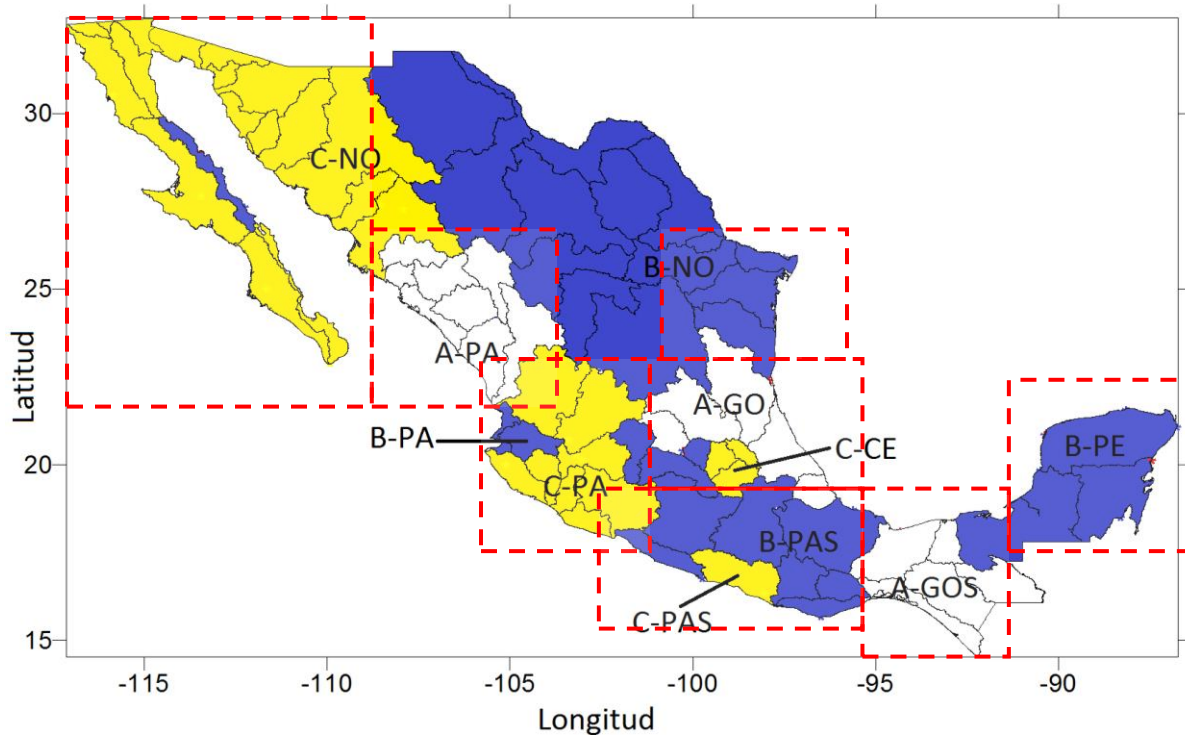 30
25
20
15
Latitud
C-NO
B-NO
A-PA
A-GO
B-PA
C-CE
B-PE
C-PA
B-PAS
A-GOS
C-PAS
-115
-110
-105
-100
-95
-90
Longitud